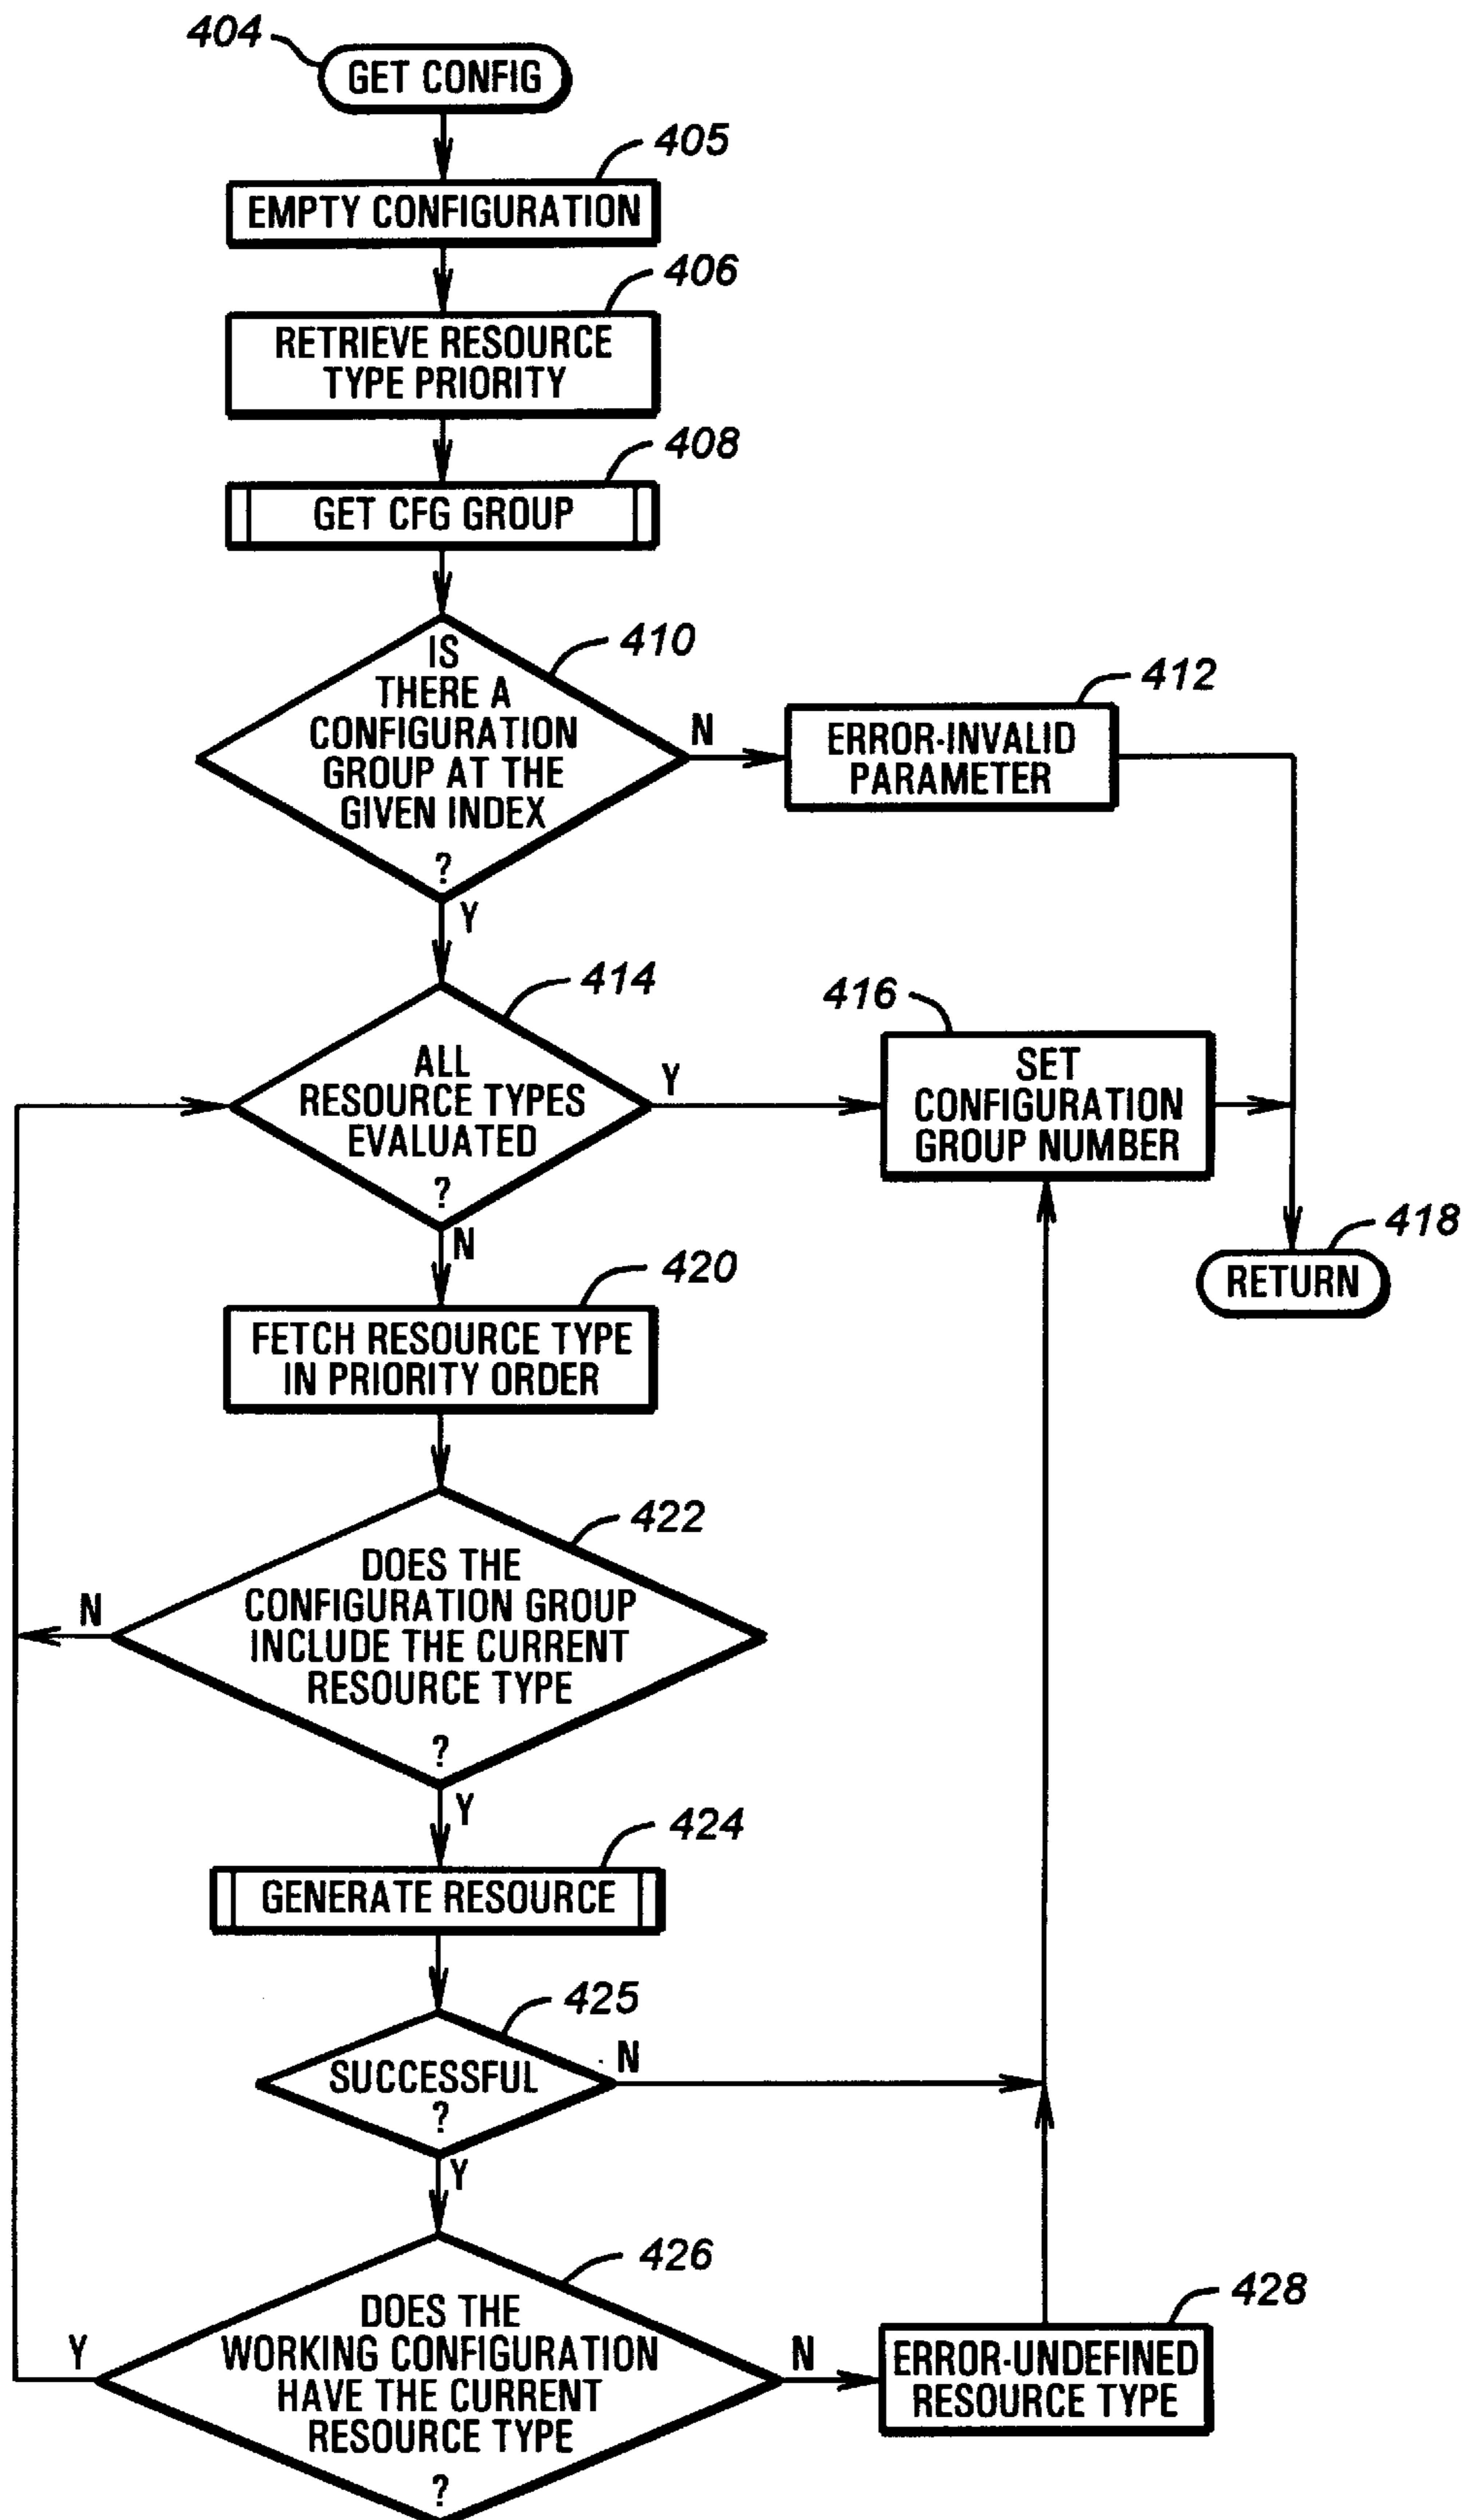 404
GET CONFIG
405
EMPTY CONFIGURATION
406
RETRIEVE RESOURCE
TYPE PRIORITY
408
GET CFG GROUP
410
IS
THERE A
CONFIGURATION
GROUP AT THE
GIVEN INDEX
?
N
412
ERROR-INVALID
PARAMETER
Y
414
ALL
RESOURCE TYPES
EVALUATED
?
Y
416
SET
CONFIGURATION
GROUP NUMBER
418
RETURN
N
420
FETCH RESOURCE TYPE
IN PRIORITY ORDER
422
DOES THE
CONFIGURATION GROUP
INCLUDE THE CURRENT
RESOURCE TYPE
?
N
Y
424
GENERATE RESOURCE
425
SUCCESSFUL
?
N
Y
426
DOES THE
WORKING CONFIGURATION
HAVE THE CURRENT
RESOURCE TYPE
?
Y
N
428
ERROR-UNDEFINED
RESOURCE TYPE